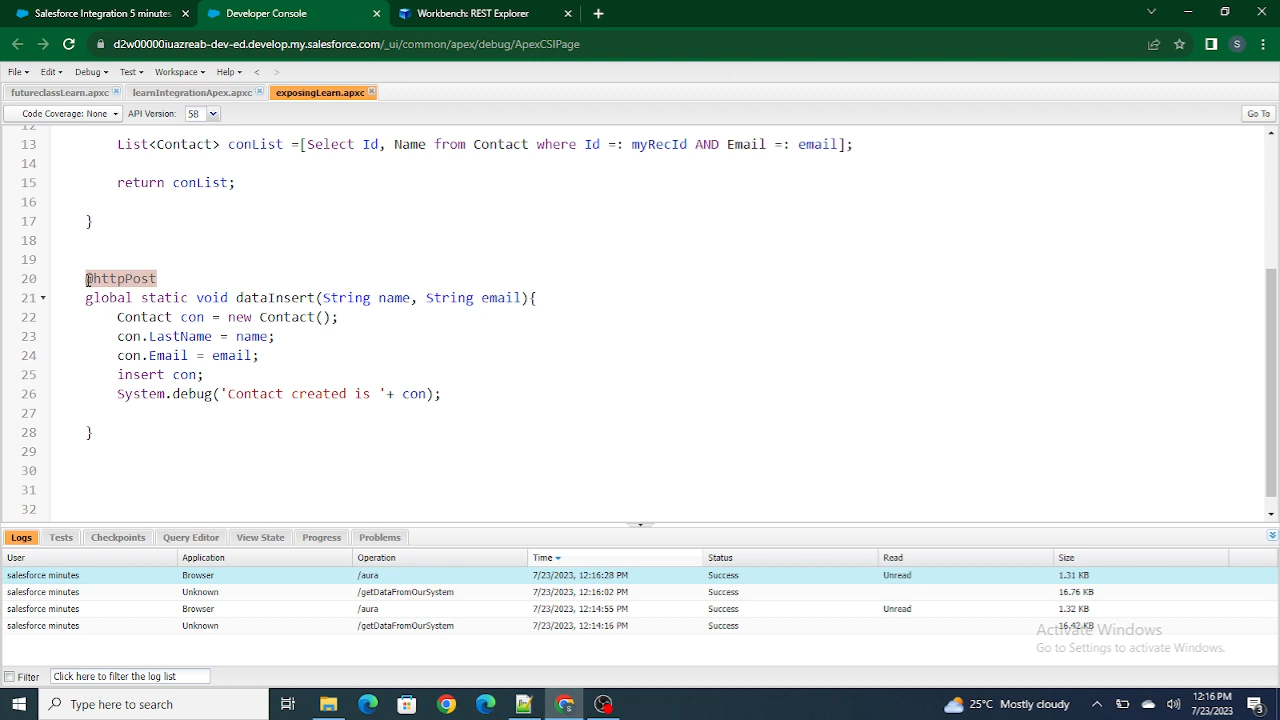 Salesforce Integration 5 minutes
Developer Console
Workbench: REST Explorer
d2w00000iuazreab-dev-ed.develop.my.salesforce.com/_ui/common/apex/debug/ApexCSIPage
S
File Edit Debug Test Workspace Help < >
futureclassLearn.apxc learnIntegrationApex.apxc exposingLearn.apxc
Code Coverage: None API Version: 58 Go To
12
13 List<Contact> conList =[Select Id, Name from Contact where Id =: myRecId AND Email =: email];
14
15 return conList;
16
17 }
18
19
20 @httpPost
21 global static void dataInsert(String name, String email){
22 Contact con = new Contact();
23 con.LastName = name;
24 con.Email = email;
25 insert con;
26 System.debug('Contact created is '+ con);
27
28 }
29
30
31
32
Logs Tests Checkpoints Query Editor View State Progress Problems
User Application Operation Time Status Read Size
salesforce minutes Browser /aura 7/23/2023, 12:16:28 PM Success Unread 1.31 KB
salesforce minutes Unknown /getDataFromOurSystem 7/23/2023, 12:16:02 PM Success 16.76 KB
salesforce minutes Browser /aura 7/23/2023, 12:14:55 PM Success Unread 1.32 KB
salesforce minutes Unknown /getDataFromOurSystem 7/23/2023, 12:14:16 PM Success 16.42 KB
Activate Windows
Go to Settings to activate Windows.
Filter Click here to filter the log list
Type here to search
25°C Mostly cloudy
12:16 PM
7/23/2023
3